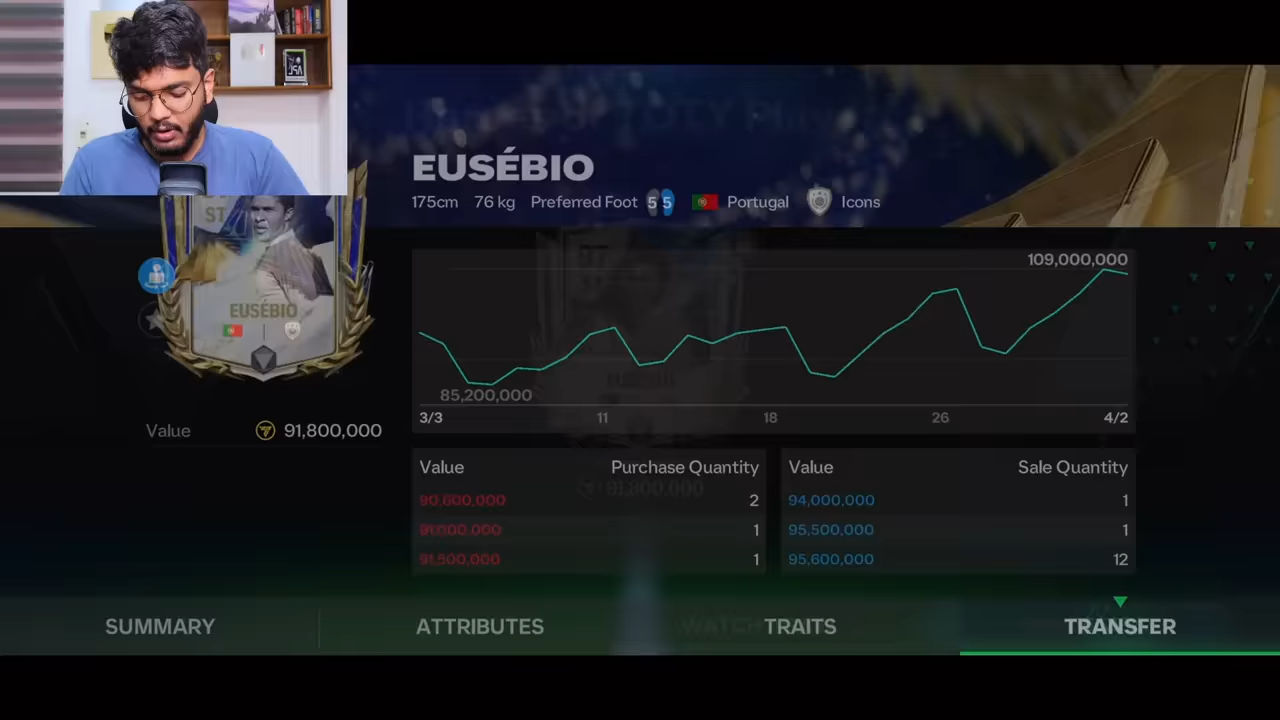 EUSÉBIO
175cm 76 kg Preferred Foot 5 5 Portugal Icons
ST
EUSÉBIO
Value 91,800,000
109,000,000
85,200,000
3/3 11 18 26 4/2
Value Purchase Quantity
90,600,000 2
1
91,500,000 1
Value Sale Quantity
94,000,000 1
95,500,000 1
95,600,000 12
91,800,000
SUMMARY ATTRIBUTES TRAITS TRANSFER
WATCH